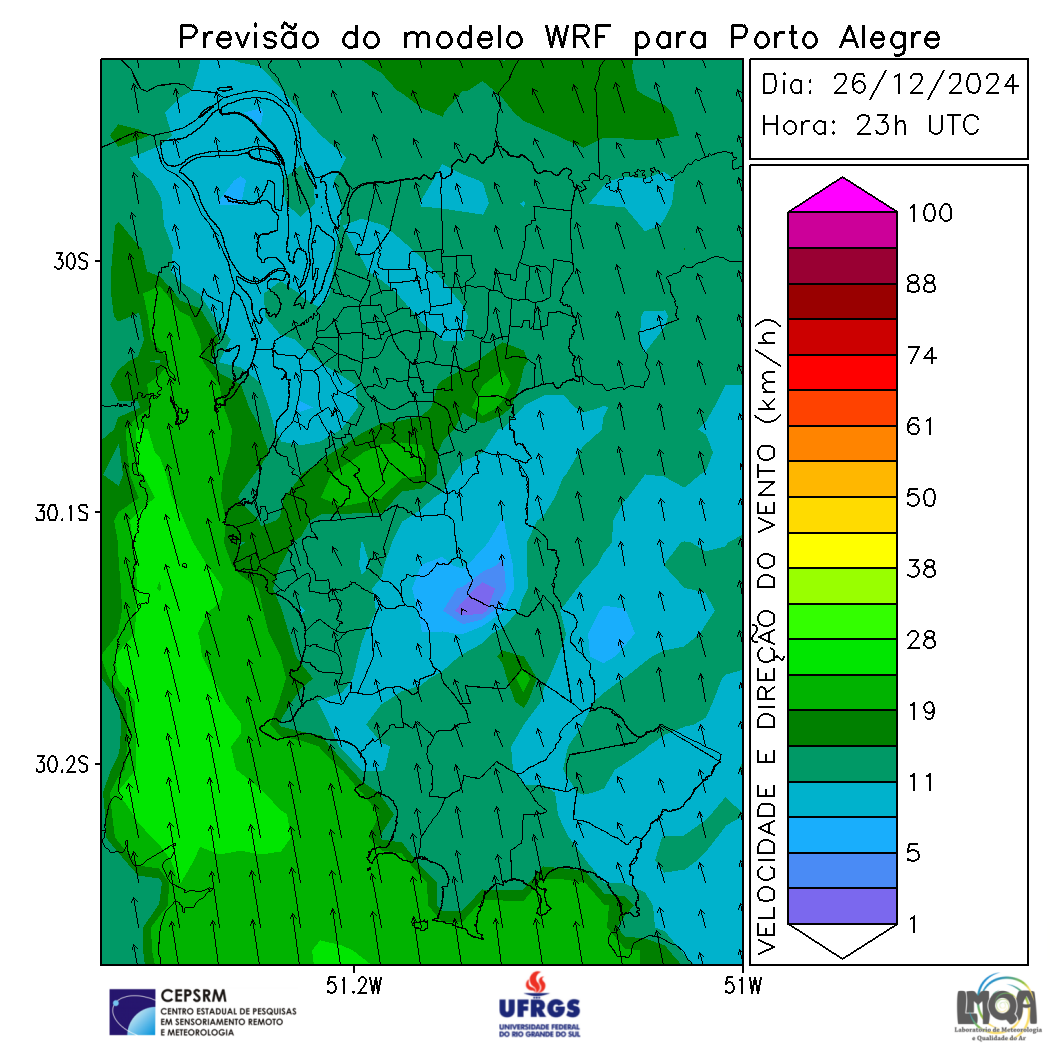 Previsão do modelo WRF para Porto Alegre
Dia: 26/12/2024
Hora: 23h UTC
30S
30.1S
30.2S
51.2W
51W
VELOCIDADE E DIREÇÃO DO VENTO (km/h)
100
88
74
61
50
38
28
19
11
5
1
CEPSRM
CENTRO ESTADUAL DE PESQUISAS
EM SENSORIAMENTO REMOTO
E METEOROLOGIA
UFRGS
UNIVERSIDADE FEDERAL
DO RIO GRANDE DO SUL
LMQA
Laboratório de Meteorologia
e Qualidade do Ar